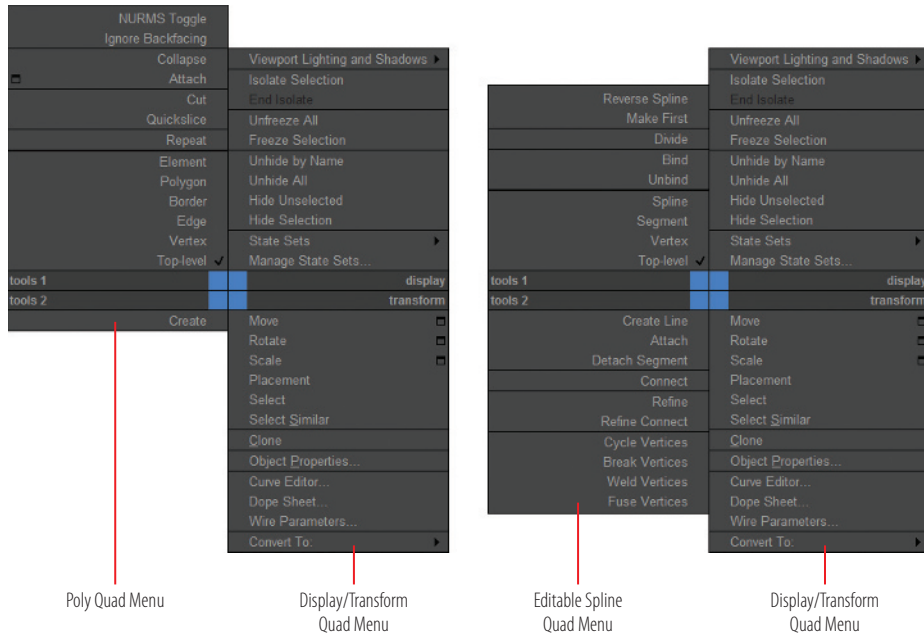 NURMS Toggle
Ignore Backfacing
Collapse
Attach
Cut
Quickslice
Repeat
Element
Polygon
Border
Edge
Vertex
Top-level
tools 1
tools 2
Create
Viewport Lighting and Shadows
Isolate Selection
End Isolate
Unfreeze All
Freeze Selection
Unhide by Name
Unhide All
Hide Unselected
Hide Selection
State Sets
Manage State Sets...
display
transform
Move
Rotate
Scale
Placement
Select
Select Similar
Clone
Object Properties...
Curve Editor...
Dope Sheet...
Wire Parameters...
Convert To:
Poly Quad Menu
Display/Transform
Quad Menu
Reverse Spline
Make First
Divide
Bind
Unbind
Spline
Segment
Vertex
Top-level
tools 1
tools 2
Create Line
Attach
Detach Segment
Connect
Refine
Refine Connect
Cycle Vertices
Break Vertices
Weld Vertices
Fuse Vertices
Viewport Lighting and Shadows
Isolate Selection
End Isolate
Unfreeze All
Freeze Selection
Unhide by Name
Unhide All
Hide Unselected
Hide Selection
State Sets
Manage State Sets...
display
transform
Move
Rotate
Scale
Placement
Select
Select Similar
Clone
Object Properties...
Curve Editor...
Dope Sheet...
Wire Parameters...
Convert To:
Editable Spline
Quad Menu
Display/Transform
Quad Menu